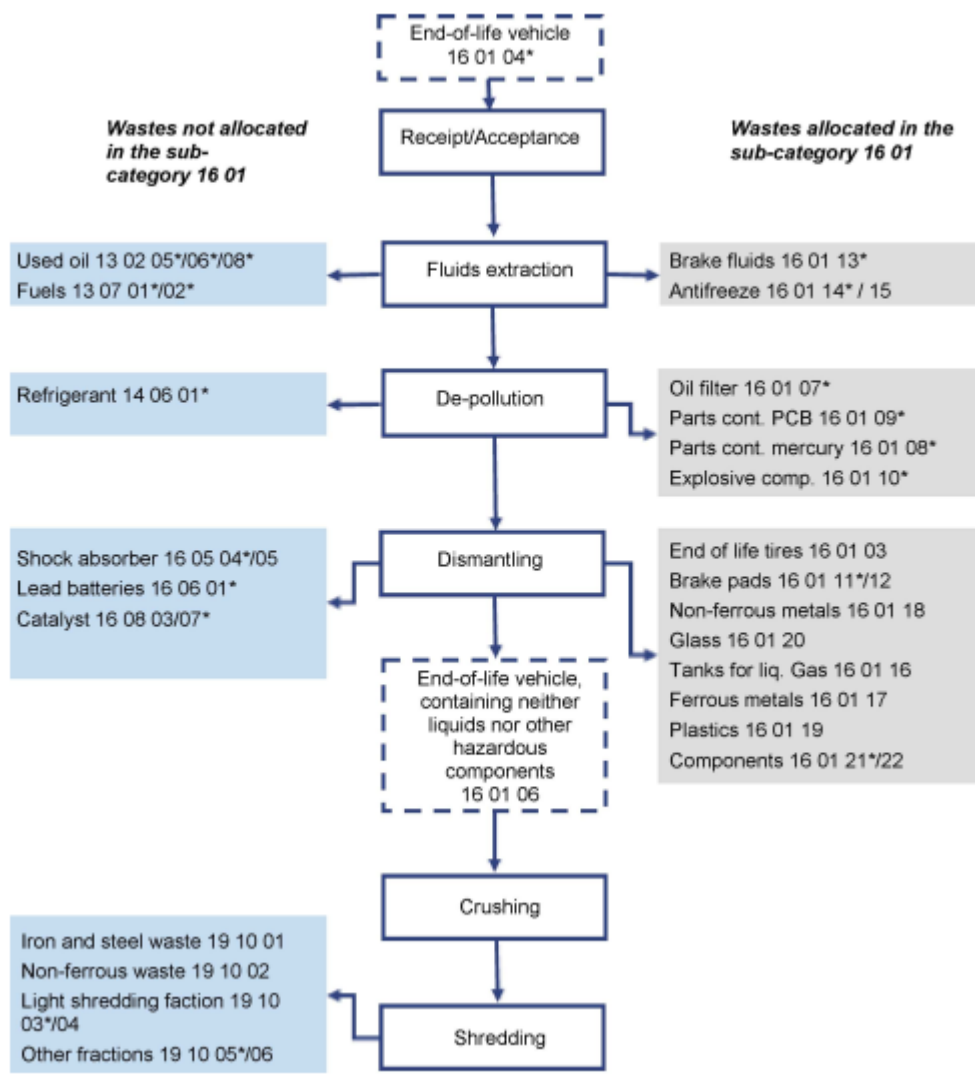 End-of-life vehicle
16 01 04*
Wastes not allocated
in the sub-
category 16 01
Receipt/Acceptance
Wastes allocated in the
sub-category 16 01
Used oil 13 02 05*/06*/08*
Fuels 13 07 01*/02*
Fluids extraction
Brake fluids 16 01 13*
Antifreeze 16 01 14* / 15
Refrigerant 14 06 01*
De-pollution
Oil filter 16 01 07*
Parts cont. PCB 16 01 09*
Parts cont. mercury 16 01 08*
Explosive comp. 16 01 10*
Shock absorber 16 05 04*/05
Lead batteries 16 06 01*
Catalyst 16 08 03/07*
Dismantling
End of life tires 16 01 03
Brake pads 16 01 11*/12
Non-ferrous metals 16 01 18
Glass 16 01 20
Tanks for liq. Gas 16 01 16
Ferrous metals 16 01 17
Plastics 16 01 19
Components 16 01 21*/22
End-of-life vehicle,
containing neither
liquids nor other
hazardous
components
16 01 06
Crushing
Iron and steel waste 19 10 01
Non-ferrous waste 19 10 02
Light shredding faction 19 10
03*/04
Other fractions 19 10 05*/06
Shredding